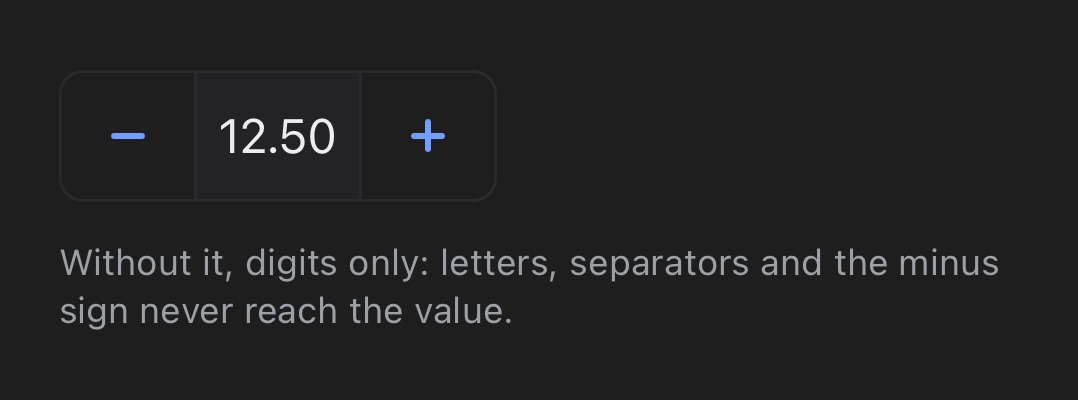 12.50
Without it, digits only: letters, separators and the minus
sign never reach the value.